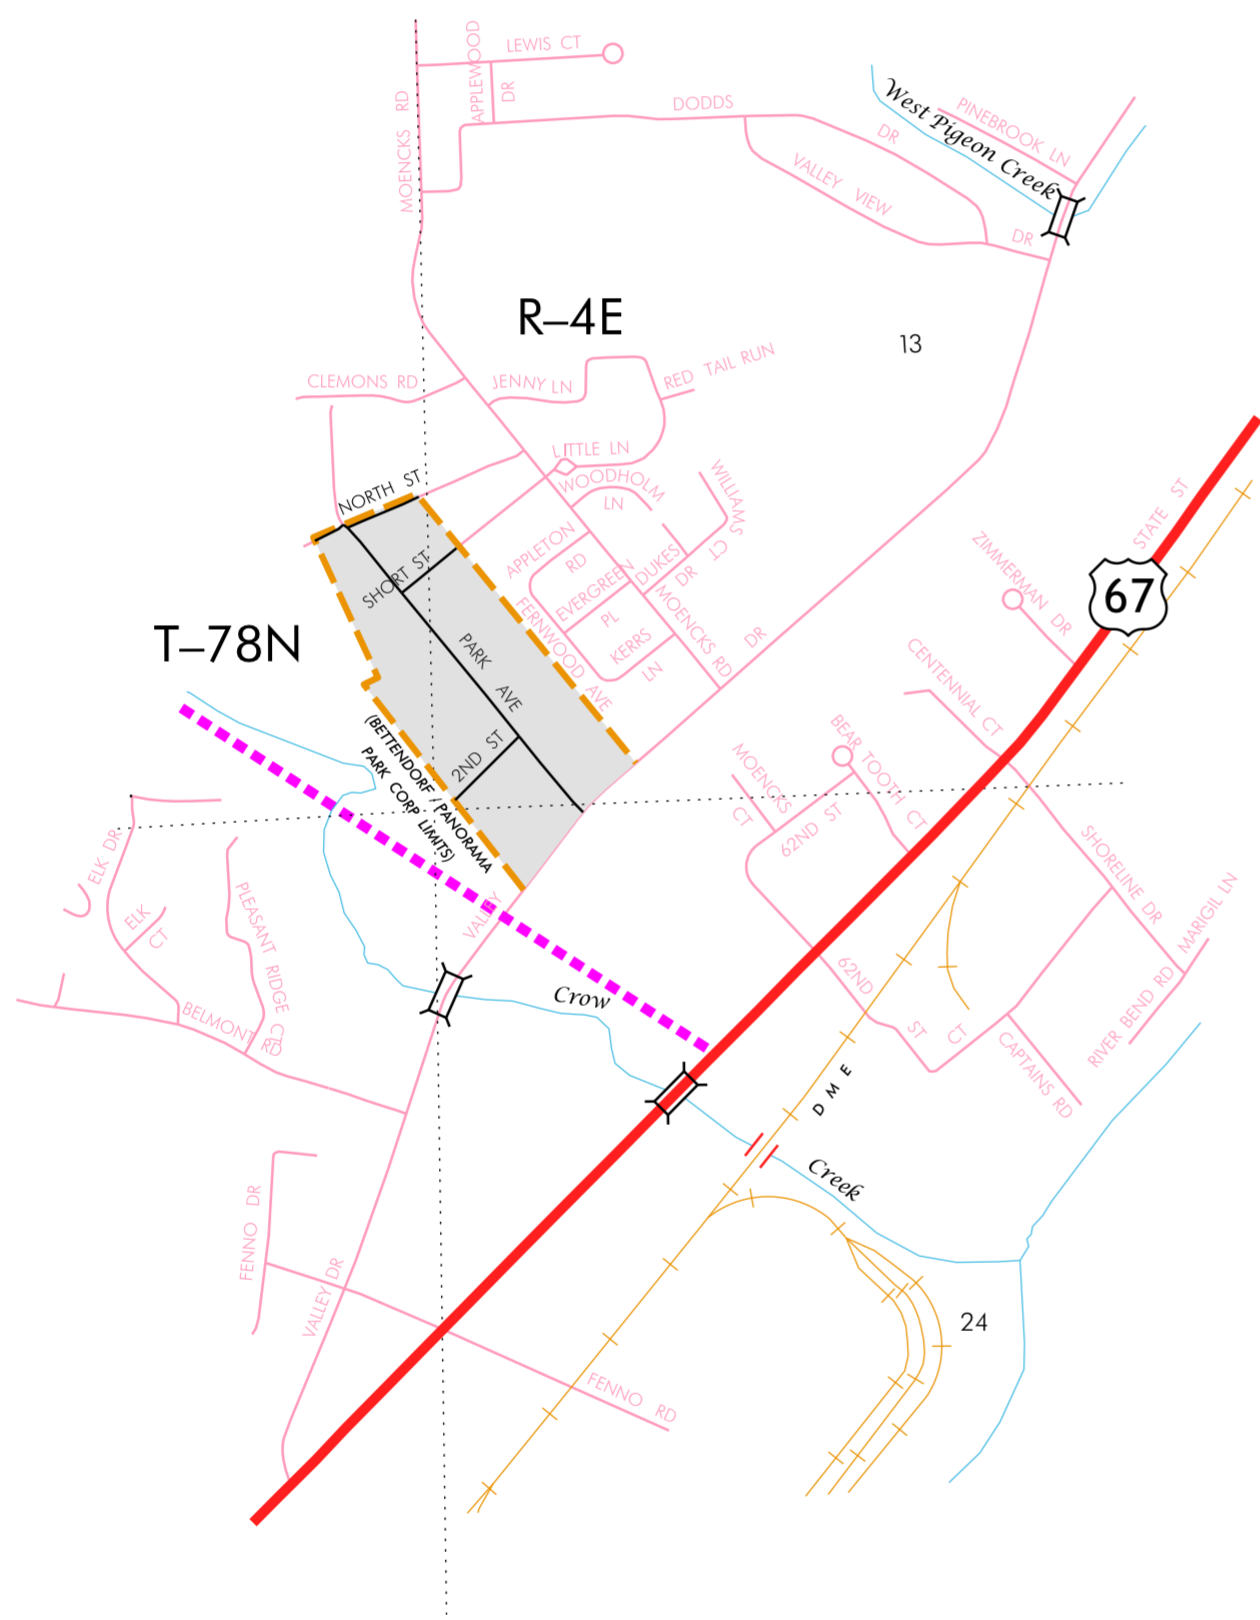 LEWIS CT
APPLEWOOD
DR
MOENCKS RD
DODDS
DR
West Pigeon Creek
PINEBROOK LN
VALLEY VIEW
DR
R–4E
13
CLEMONS RD
JENNY LN
RED TAIL RUN
LITTLE LN
WOODHOLM
LN
WILLIAMS
CT
NORTH ST
SHORT ST
APPLETON
RD
EVERGREEN
PL
DUKES
DR
FERNWOOD AVE
KERRS
LN
MOENCKS RD
DR
STATE ST
67
ZIMMERMAN DR
CENTENNIAL CT
T–78N
PARK AVE
2ND ST
(BETTENDORF / PANORAMA
PARK CORP LIMITS)
BEAR TOOTH CT
MOENCKS
CT
62ND ST
SHORELINE DR
MARIGIL LN
ELK DR
ELK
CT
PLEASANT RIDGE CT
BELMONT RD
VALLEY
Crow
62ND
ST
CT
RIVER BEND RD
CAPTAINS RD
DME
Creek
FENNO DR
VALLEY DR
24
FENNO RD